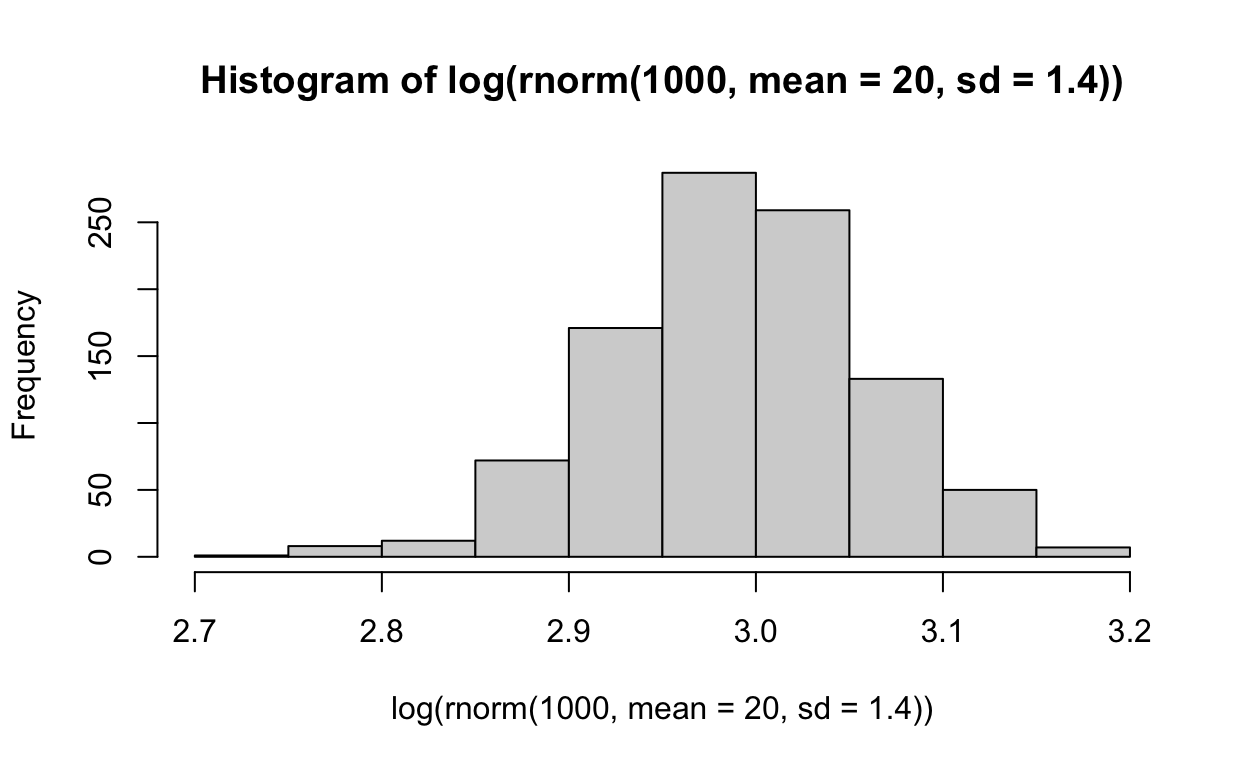 Histogram of log(rnorm(1000, mean = 20, sd = 1.4))
Frequency
250
150
50
0
2.7 2.8 2.9 3.0 3.1 3.2
log(rnorm(1000, mean = 20, sd = 1.4))